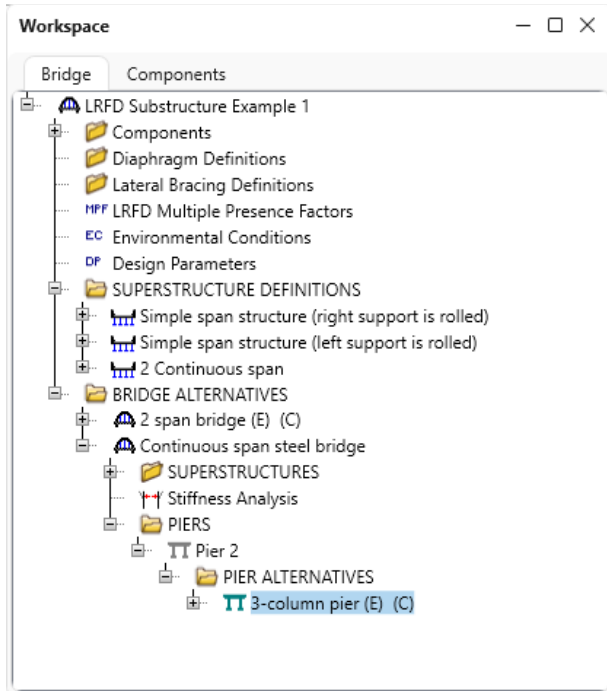 Workspace
Bridge Components
LRFD Substructure Example 1
Components
Diaphragm Definitions
Lateral Bracing Definitions
MPF LRFD Multiple Presence Factors
EC Environmental Conditions
DP Design Parameters
SUPERSTRUCTURE DEFINITIONS
Simple span structure (right support is rolled)
Simple span structure (left support is rolled)
2 Continuous span
BRIDGE ALTERNATIVES
2 span bridge (E) (C)
Continuous span steel bridge
SUPERSTRUCTURES
Stiffness Analysis
PIERS
Pier 2
PIER ALTERNATIVES
3-column pier (E) (C)